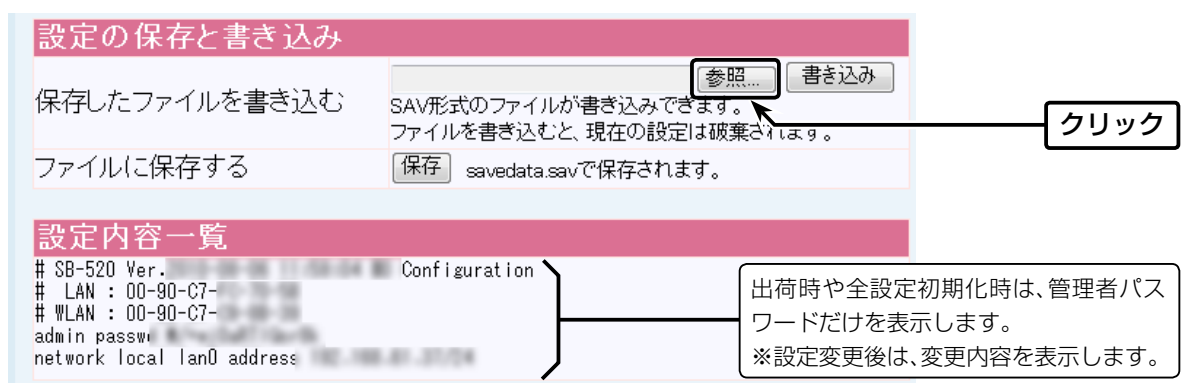 設定の保存と書き込み
保存したファイルを書き込む
参照...
書き込み
SAV形式のファイルが書き込みできます。
ファイルを書き込むと、現在の設定は破棄されます。
クリック
ファイルに保存する
保存
savedata.savで保存されます。
設定内容一覧
# SB-520 Ver. Configuration
# LAN : 00-90-C7-
# WLAN : 00-90-C7-
admin passw
network local lan0 address
出荷時や全設定初期化時は、管理者パス
ワードだけを表示します。
※設定変更後は、変更内容を表示します。